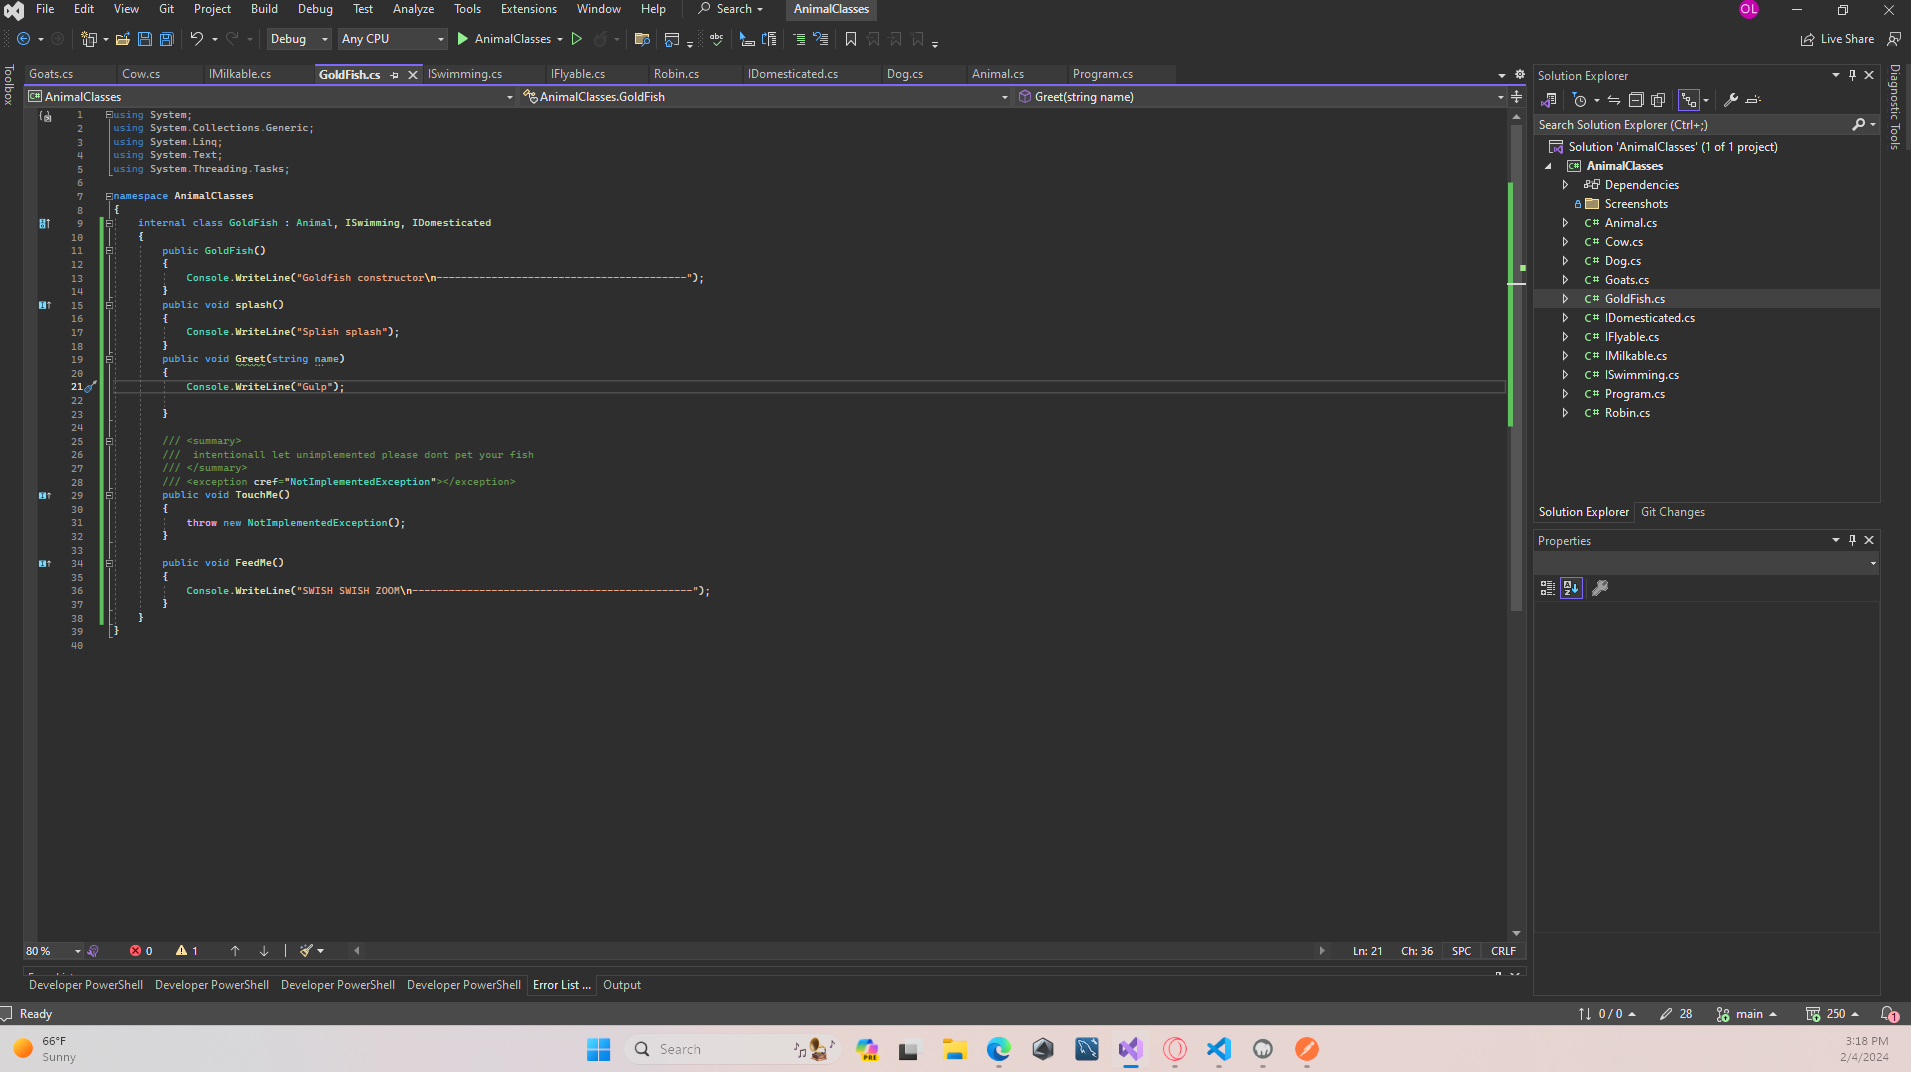 File Edit View Git Project Build Debug Test Analyze Tools Extensions Window Help Search AnimalClasses OL
Debug Any CPU AnimalClasses Live Share
Toolbox
Goats.cs Cow.cs IMilkable.cs GoldFish.cs ISwimming.cs IFlyable.cs Robin.cs IDomesticated.cs Dog.cs Animal.cs Program.cs
AnimalClasses AnimalClasses.GoldFish Greet(string name)
1 using System;
2 using System.Collections.Generic;
3 using System.Linq;
4 using System.Text;
5 using System.Threading.Tasks;
6
7 namespace AnimalClasses
8 {
9 internal class GoldFish : Animal, ISwimming, IDomesticated
10 {
11 public GoldFish()
12 {
13 Console.WriteLine("Goldfish constructor\n-----------------------------------------");
14 }
15 public void splash()
16 {
17 Console.WriteLine("Splish splash");
18 }
19 public void Greet(string name)
20 {
21 Console.WriteLine("Gulp");
22
23 }
24
25 /// <summary>
26 /// intentionall let unimplemented please dont pet your fish
27 /// </summary>
28 /// <exception cref="NotImplementedException"></exception>
29 public void TouchMe()
30 {
31 throw new NotImplementedException();
32 }
33
34 public void FeedMe()
35 {
36 Console.WriteLine("SWISH SWISH ZOOM\n----------------------------------------------");
37 }
38 }
39 }
40
80 % 0 1 Ln: 21 Ch: 36 SPC CRLF
Developer PowerShell Developer PowerShell Developer PowerShell Developer PowerShell Error List ... Output
Solution Explorer
Search Solution Explorer (Ctrl+;)
Solution 'AnimalClasses' (1 of 1 project)
AnimalClasses
Dependencies
Screenshots
C# Animal.cs
C# Cow.cs
C# Dog.cs
C# Goats.cs
C# GoldFish.cs
C# IDomesticated.cs
C# IFlyable.cs
C# IMilkable.cs
C# ISwimming.cs
C# Program.cs
C# Robin.cs
Solution Explorer Git Changes
Properties
Diagnostic Tools
Ready 0 / 0 28 main 250 1
66°F
Sunny
Search
PRE
3:18 PM
2/4/2024